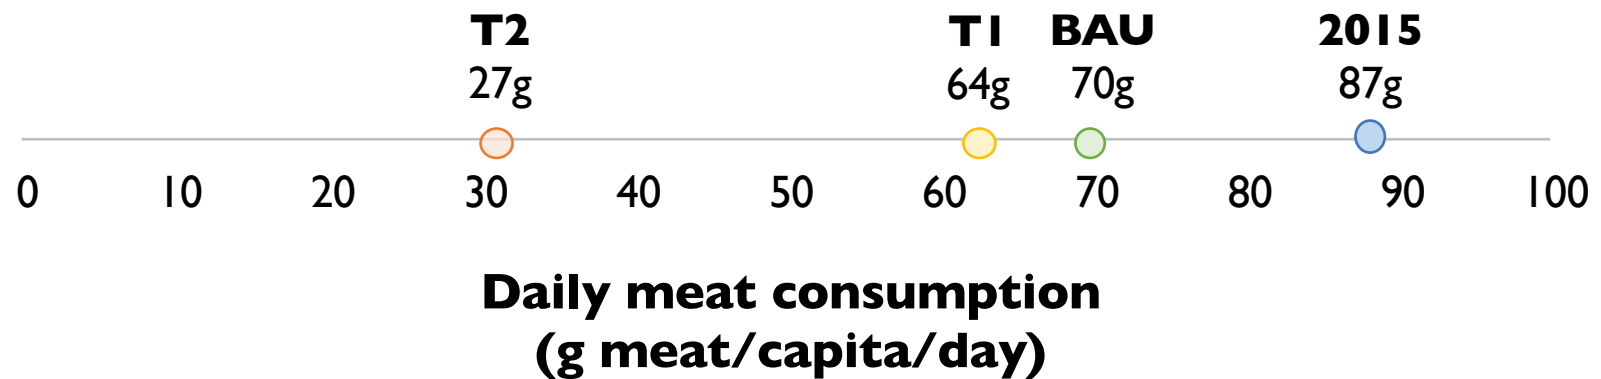 T2 T1 BAU 2015
27g 64g 70g 87g
0 10 20 30 40 50 60 70 80 90 100
Daily meat consumption
(g meat/capita/day)